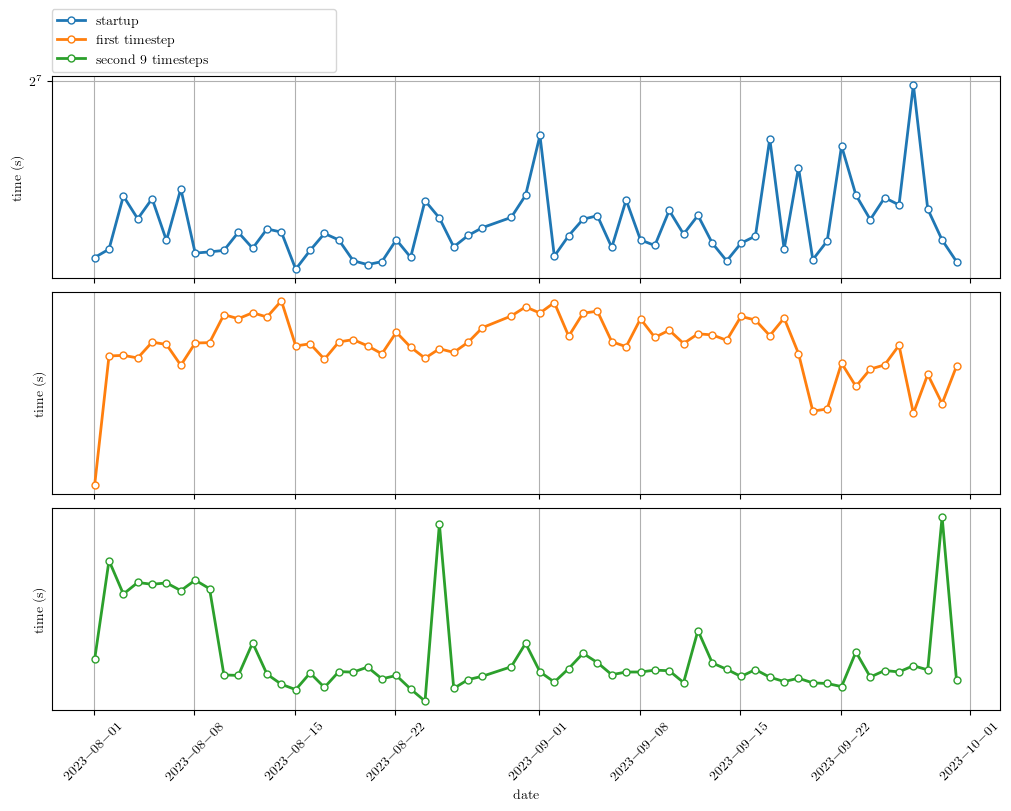 startup
first timestep
second 9 timesteps
2^7
time (s)
time (s)
time (s)
2023−08−01
2023−08−08
2023−08−15
2023−08−22
2023−09−01
2023−09−08
2023−09−15
2023−09−22
2023−10−01
date